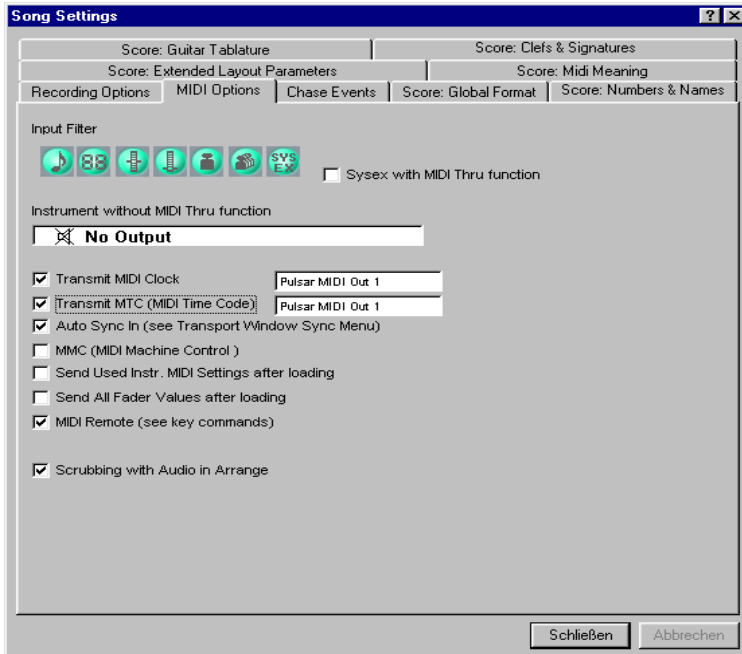 Song Settings
Score: Guitar Tablature
Score: Clefs & Signatures
Score: Extended Layout Parameters
Score: Midi Meaning
Recording Options
MIDI Options
Chase Events
Score: Global Format
Score: Numbers & Names
Input Filter
88
SYS EX
Sysex with MIDI Thru function
Instrument without MIDI Thru function
No Output
Transmit MIDI Clock
Pulsar MIDI Out 1
Transmit MTC (MIDI Time Code)
Pulsar MIDI Out 1
Auto Sync In (see Transport Window Sync Menu)
MMC (MIDI Machine Control )
Send Used Instr. MIDI Settings after loading
Send All Fader Values after loading
MIDI Remote (see key commands)
Scrubbing with Audio in Arrange
Schließen
Abbrechen